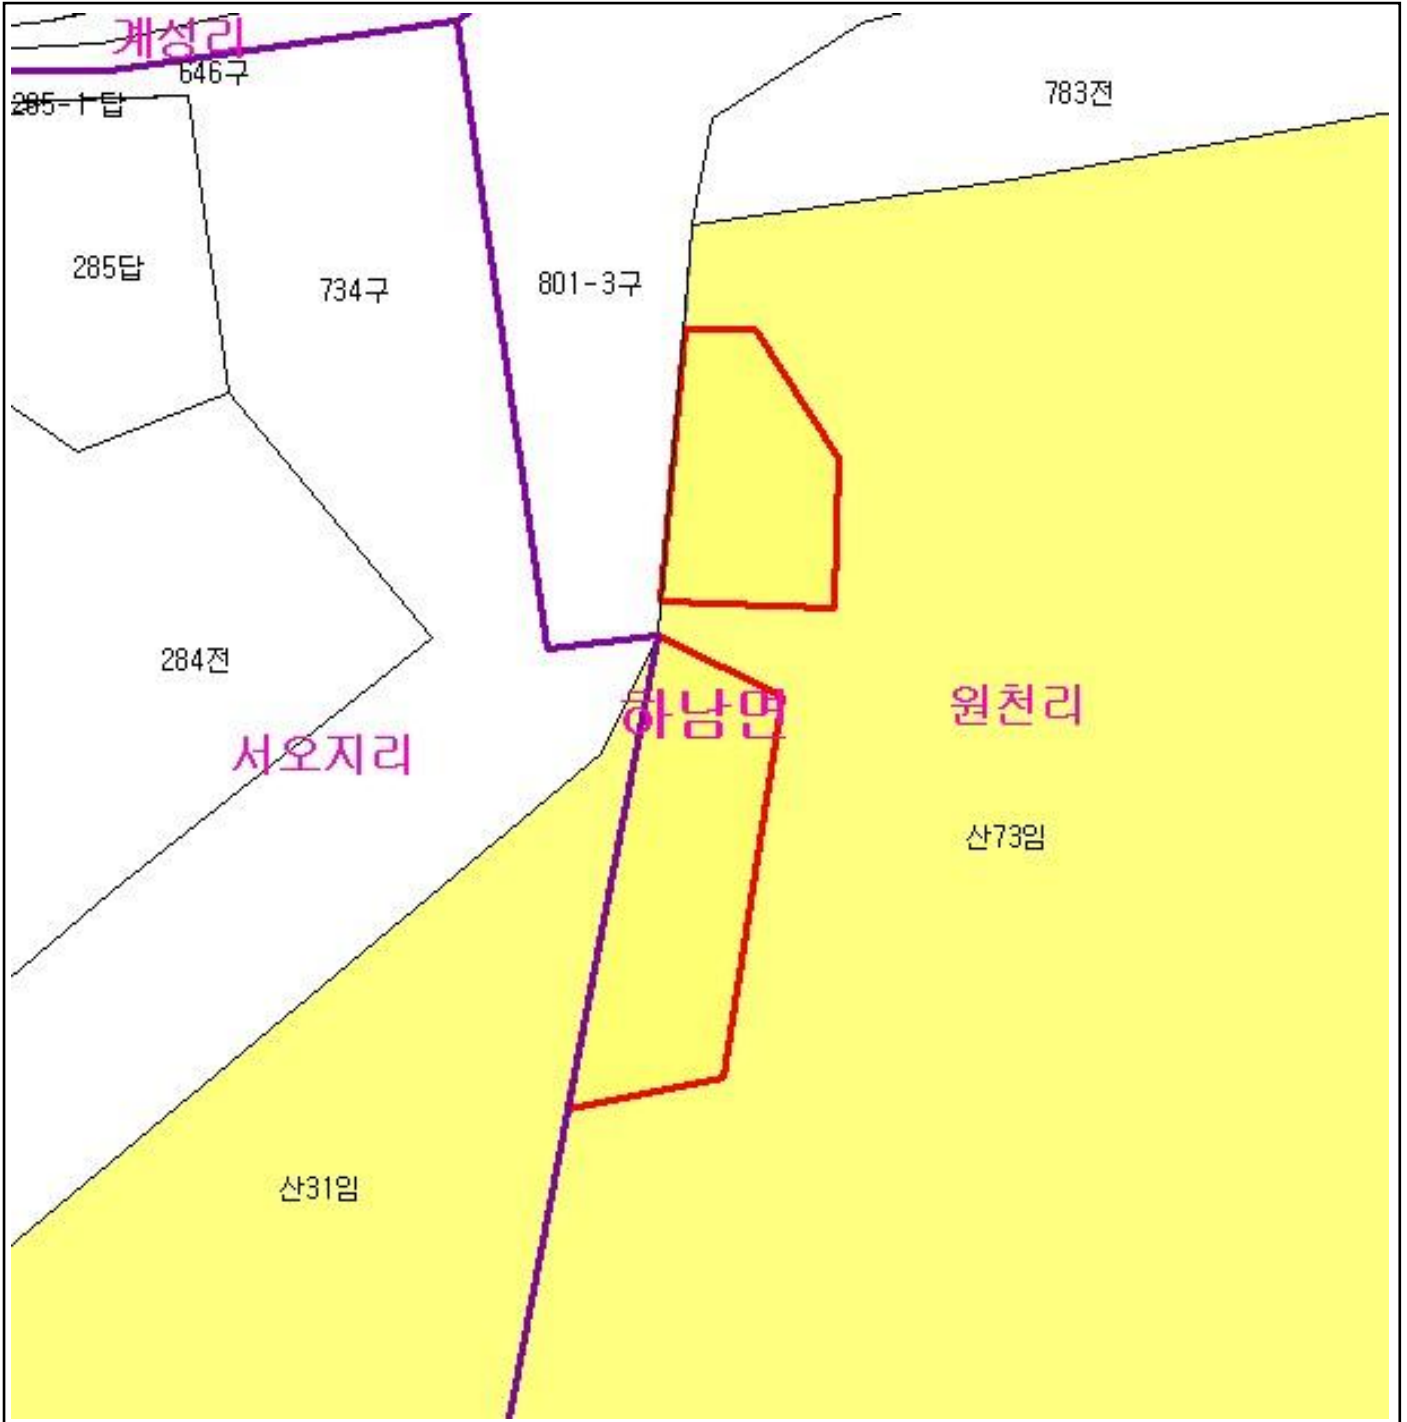 계성리
646구
285-1답
783전
285답
734구
801-3구
284전
하남면
원천리
서오지리
산73임
산31임